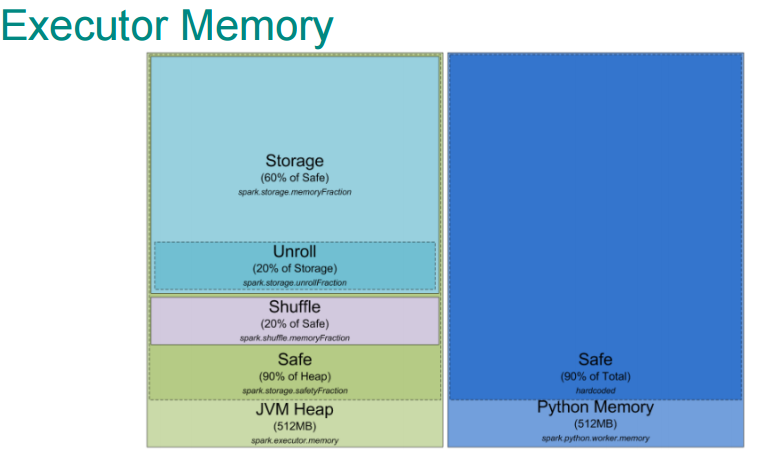 Executor Memory
Storage
(60% of Safe)
spark.storage.memoryFraction
Unroll
(20% of Storage)
spark.storage.unrollFraction
Shuffle
(20% of Safe)
spark.shuffle.memoryFraction
Safe
(90% of Heap)
spark.storage.safetyFraction
JVM Heap
(512MB)
spark.executor.memory
Safe
(90% of Total)
hardcoded
Python Memory
(512MB)
spark.python.worker.memory